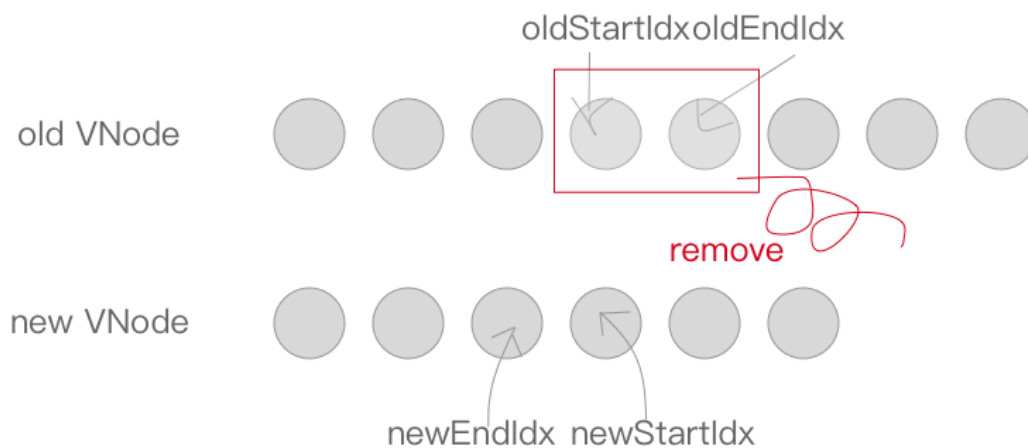 oldStartIdxoldEndIdx
old VNode
remove
new VNode
newEndIdx newStartIdx